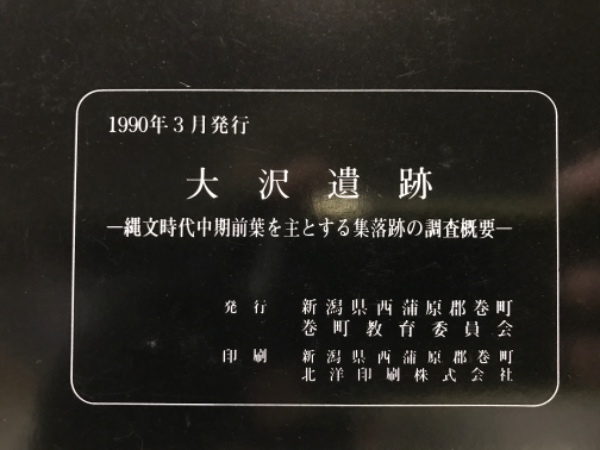 1990年3月発行
大沢遺跡
―縄文時代中期前葉を主とする集落跡の調査概要―
発行 新潟県西蒲原郡巻町
巻町教育委員会
印刷 新潟県西蒲原郡巻町
北洋印刷株式会社